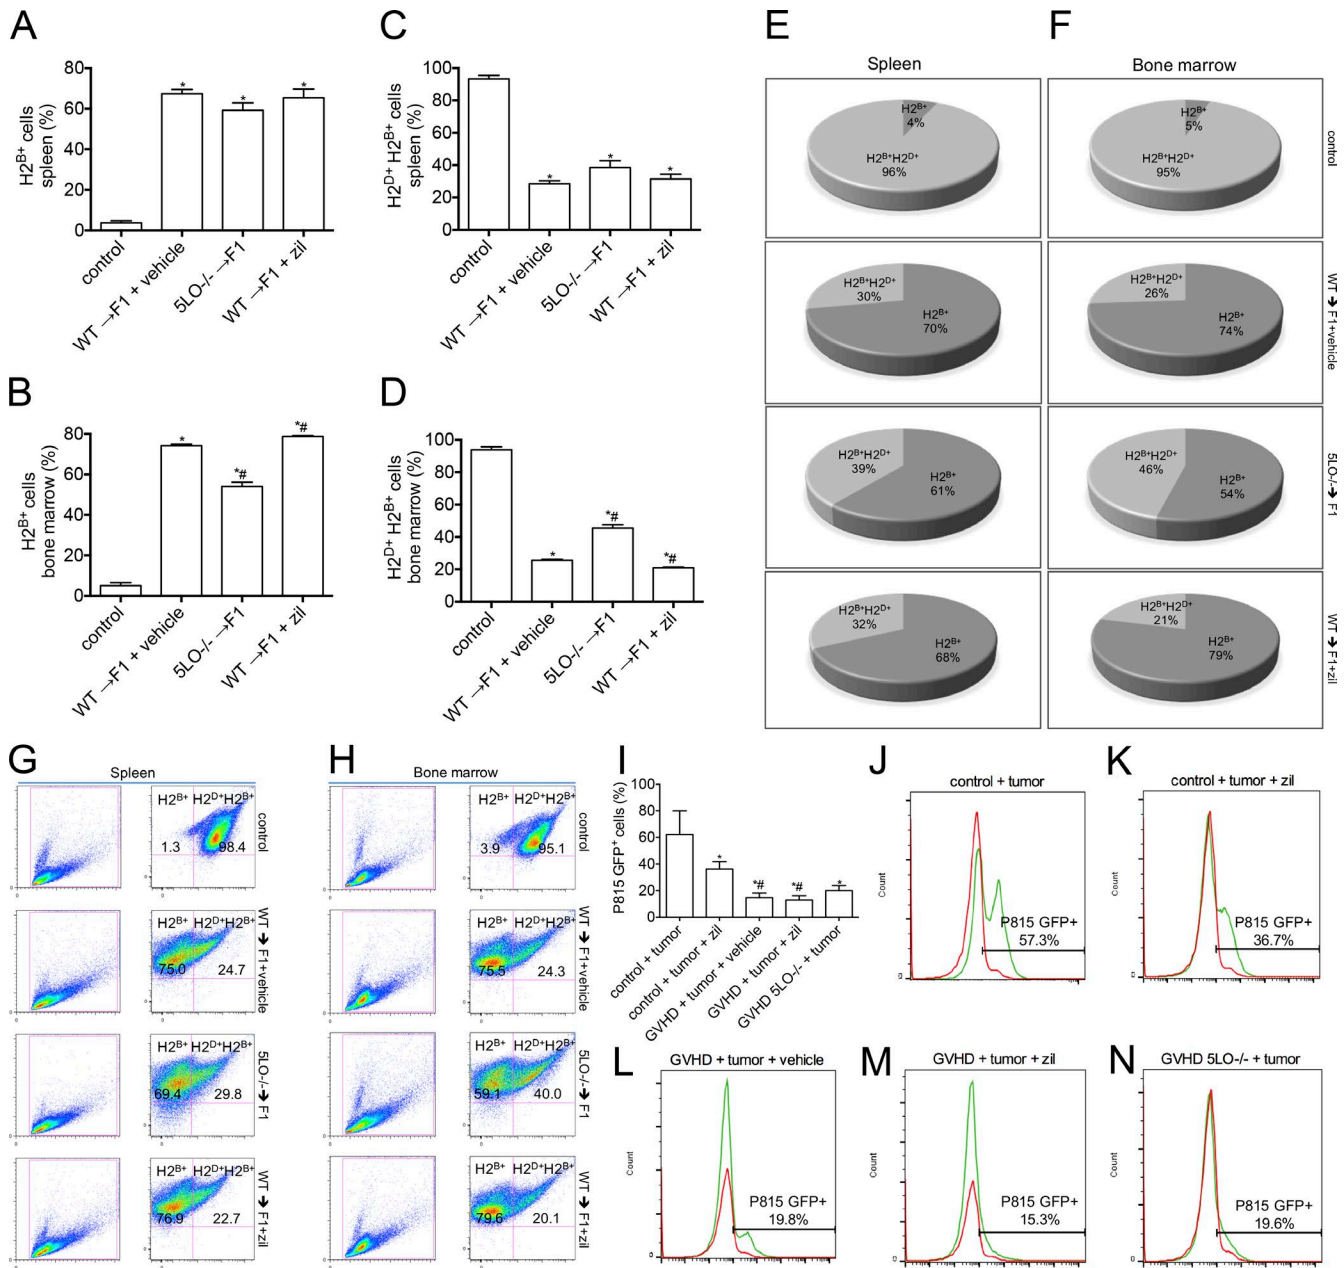 A
H2B+ cells
spleen (%)
80
60
40
20
0
*
*
*
control
WT →F1 + vehicle
5LO-/- →F1
WT →F1 + zil
C
H2D+ H2B+ cells
spleen (%)
100
80
60
40
20
0
*
*
*
control
WT →F1 + vehicle
5LO-/- →F1
WT →F1 + zil
B
H2B+ cells
bone marrow (%)
80
60
40
20
0
*
*#
*#
control
WT →F1 + vehicle
5LO-/- →F1
WT →F1 + zil
D
H2D+ H2B+ cells
bone marrow (%)
100
80
60
40
20
0
*
*#
*#
control
WT →F1 + vehicle
5LO-/- →F1
WT →F1 + zil
E
F
Spleen
Bone marrow
H2B+
4%
H2B+H2D+
96%
H2B+
5%
H2B+H2D+
95%
control
H2B+H2D+
30%
H2B+
70%
H2B+H2D+
26%
H2B+
74%
WT → F1+vehicle
H2B+H2D+
39%
H2B+
61%
H2B+H2D+
46%
H2B+
54%
5LO-/-→ F1
H2B+H2D+
32%
H2B+
68%
H2B+H2D+
21%
H2B+
79%
WT → F1+zil
G
Spleen
H2B+ H2D+H2B+
1.3 98.4
control
H2B+ H2D+H2B+
75.0 24.7
WT → F1+vehicle
H2B+ H2D+H2B+
69.4 29.8
5LO-/-→ F1
H2B+ H2D+H2B+
76.9 22.7
WT → F1+zil
H
Bone marrow
H2B+ H2D+H2B+
3.9 95.1
control
H2B+ H2D+H2B+
75.5 24.3
WT → F1+vehicle
H2B+ H2D+H2B+
59.1 40.0
5LO-/-→ F1
H2B+ H2D+H2B+
79.6 20.1
WT → F1+zil
I
P815 GFP+ cells (%)
100
80
60
40
20
0
*
*#
*#
*
control + tumor
control + tumor + zil
GVHD + tumor + vehicle
GVHD + tumor + zil
GVHD 5LO-/- + tumor
J
control + tumor
Count
P815 GFP+
57.3%
0
K
control + tumor + zil
Count
P815 GFP+
36.7%
0
L
GVHD + tumor + vehicle
Count
P815 GFP+
19.8%
0
M
GVHD + tumor + zil
Count
P815 GFP+
15.3%
0
N
GVHD 5LO-/- + tumor
Count
P815 GFP+
19.6%
0